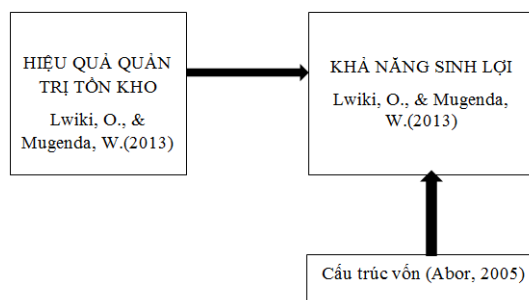 HIỆU QUẢ QUẢN
TRỊ TỒN KHO
Lwiki, O., &
Mugenda, W.(2013)
KHẢ NĂNG SINH LỢI
Lwiki, O., & Mugenda,
W.(2013)
Cấu trúc vốn (Abor, 2005)